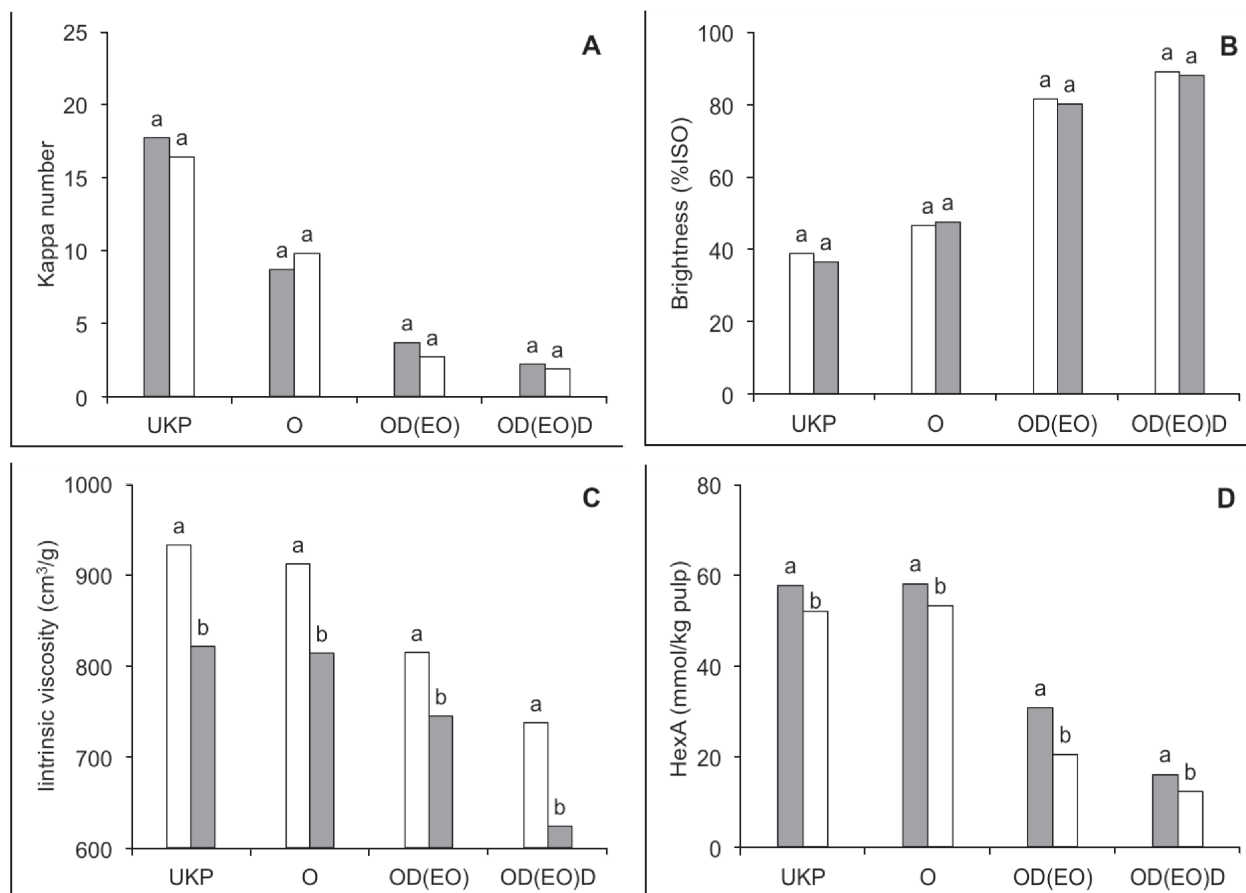 A
Kappa number
25
20
15
10
5
0
a a
a a
a a
a a
UKP O OD(EO) OD(EO)D
B
Brightness (%ISO)
100
80
60
40
20
0
a a
a a
a a
a a
UKP O OD(EO) OD(EO)D
C
Iintrinsic viscosity (cm³/g)
1000
900
800
700
600
a b
a b
a b
a b
UKP O OD(EO) OD(EO)D
D
HexA (mmol/kg pulp)
80
60
40
20
0
a b
a b
a b
a b
UKP O OD(EO) OD(EO)D